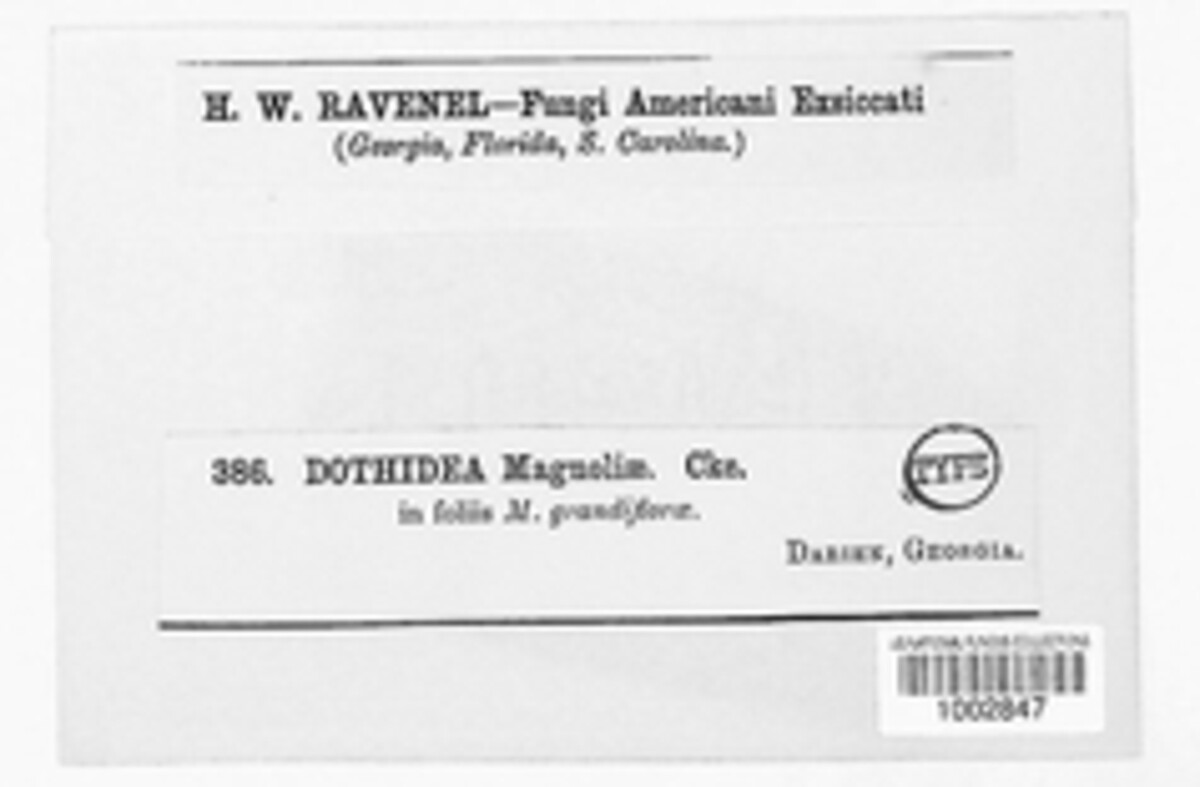 H. W. RAVENEL—Fungi Americani Exsiccati
(Georgia, Florida, S. Carolina.)
386. DOTHIDEA Magnoliæ. Cke.
TYPE
in foliis M. grandifloræ.
DARIEN, GEORGIA.
1002847